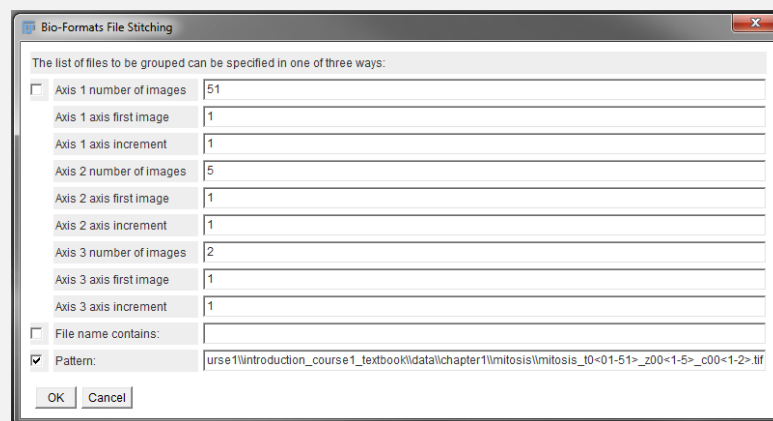 Bio-Formats File Stitching
The list of files to be grouped can be specified in one of three ways:
Axis 1 number of images 51
Axis 1 axis first image 1
Axis 1 axis increment 1
Axis 2 number of images 5
Axis 2 axis first image 1
Axis 2 axis increment 1
Axis 3 number of images 2
Axis 3 axis first image 1
Axis 3 axis increment 1
File name contains:
Pattern: urse1\\introduction_course1_textbook\\data\\chapter1\\mitosis\\mitosis_t0<01-51>_z00<1-5>_c00<1-2>.tif
OK Cancel